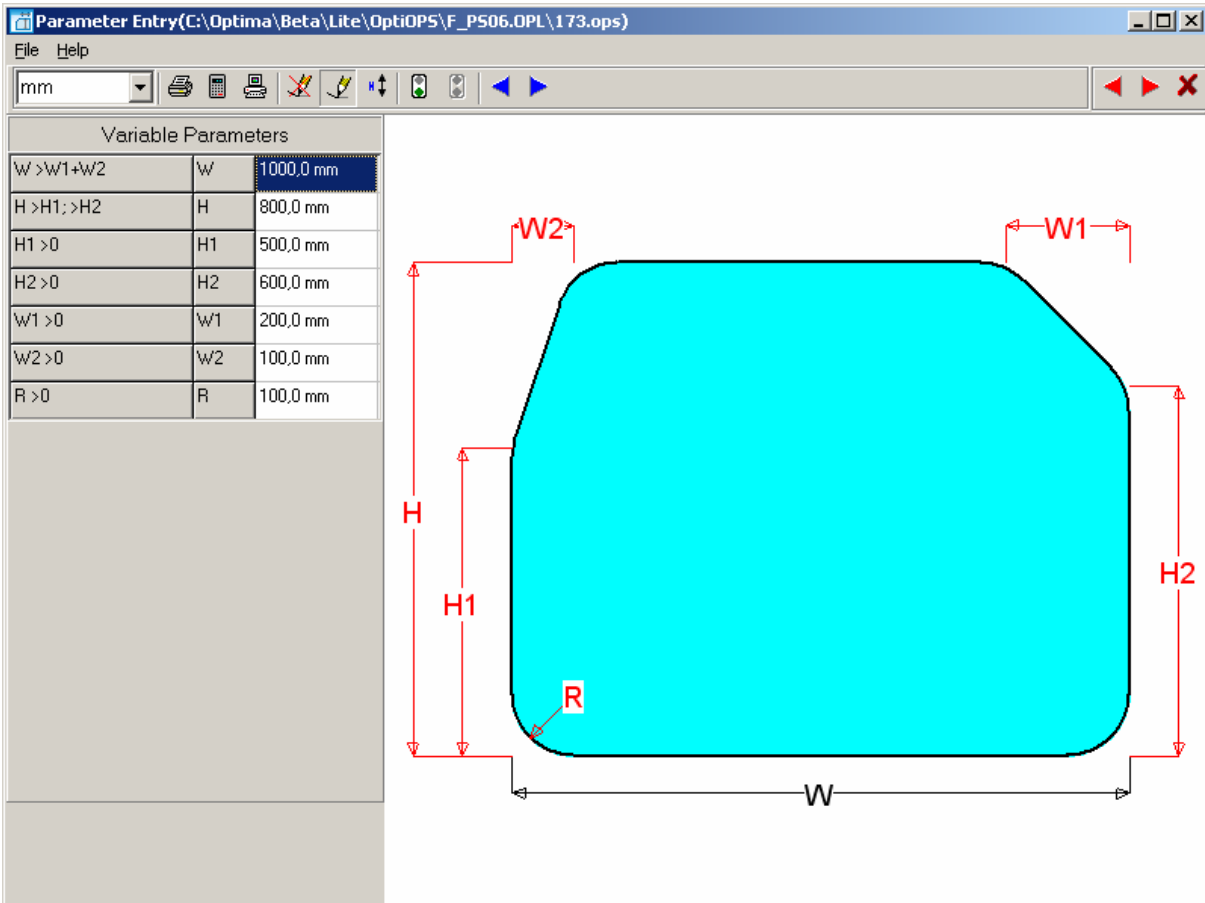 Parameter Entry(C:\Optima\Beta\Lite\OptiOPS\F_PS06.OPL\173.ops)
File Help
mm
Variable Parameters
W >W1+W2 W 1000,0 mm
H >H1; >H2 H 800,0 mm
H1 >0 H1 500,0 mm
H2 >0 H2 600,0 mm
W1 >0 W1 200,0 mm
W2 >0 W2 100,0 mm
R >0 R 100,0 mm
W2 W1
H
H2
H1
R
W